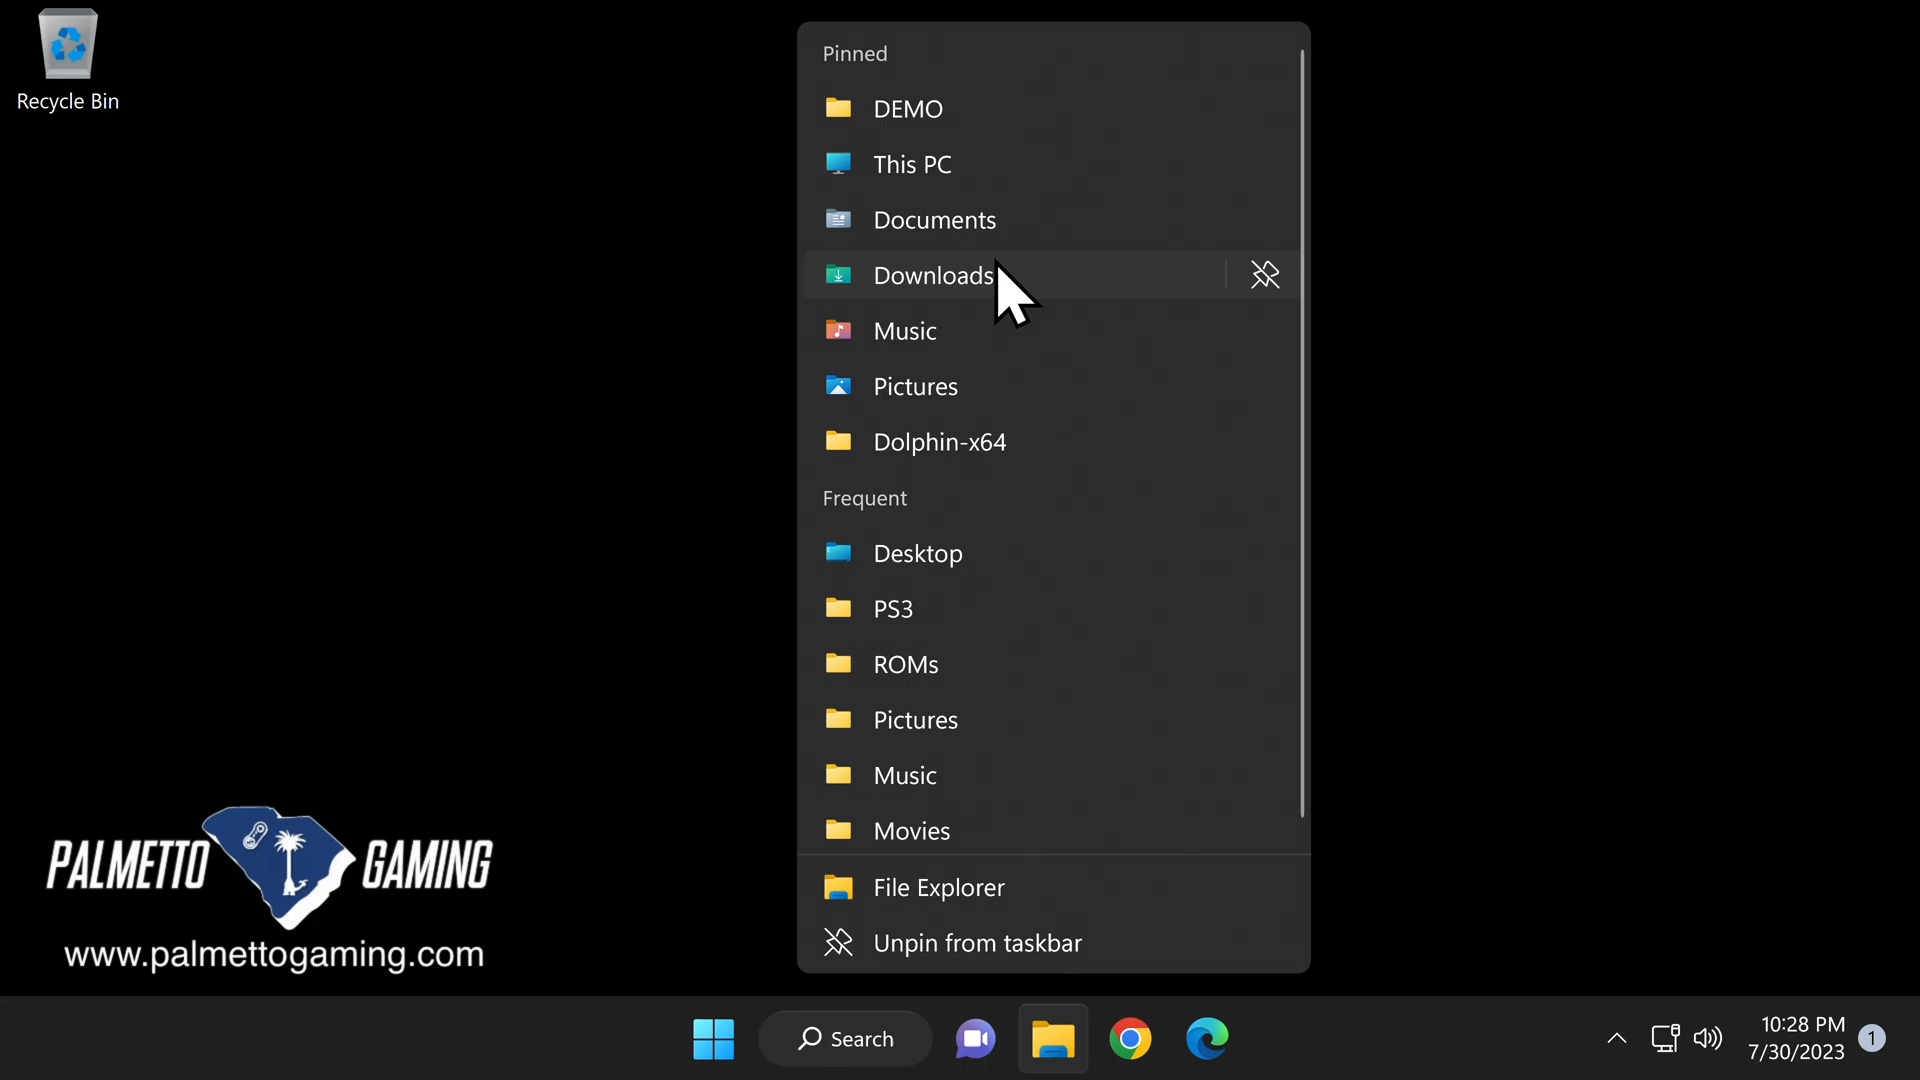 Recycle Bin
Pinned
DEMO
This PC
Documents
Downloads
Music
Pictures
Dolphin-x64
Frequent
Desktop
PS3
ROMs
Pictures
Music
Movies
File Explorer
Unpin from taskbar
PALMETTO GAMING
www.palmettogaming.com
Search
10:28 PM
7/30/2023
1